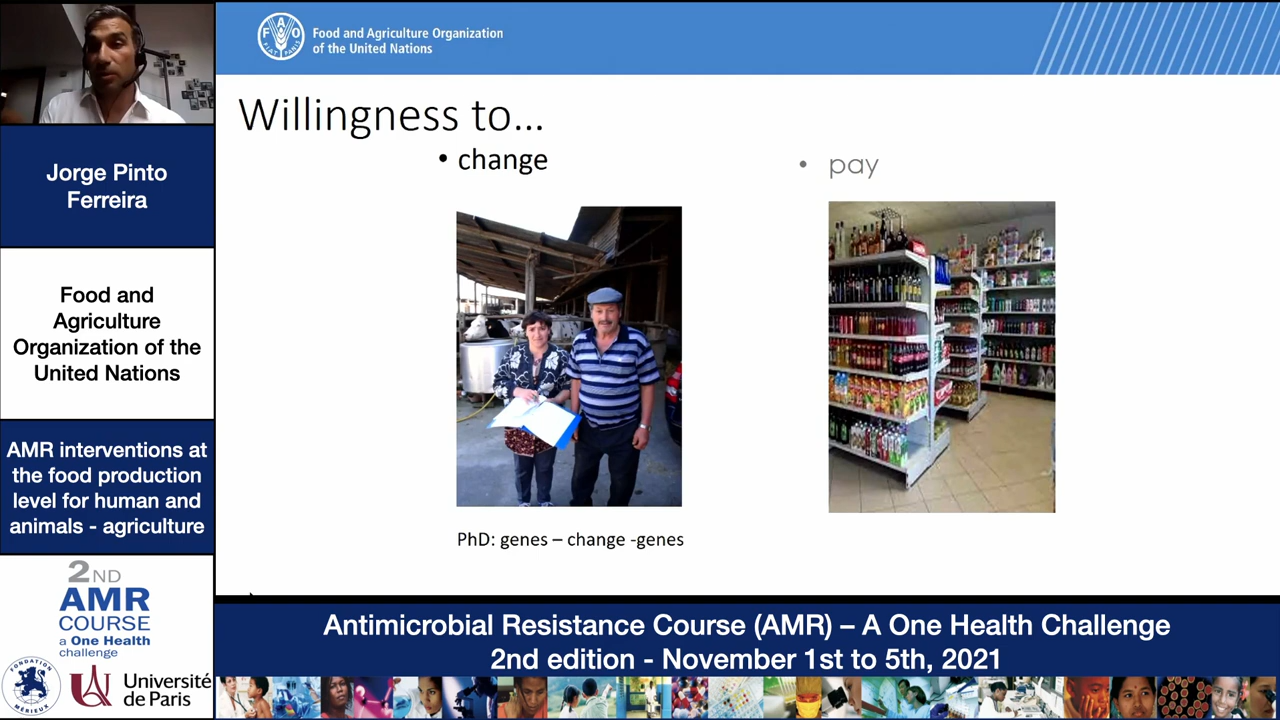 Food and Agriculture Organization
of the United Nations
FAO
FIAT PANIS
Willingness to...
• change
• pay
PhD: genes – change -genes
Jorge Pinto
Ferreira
Food and
Agriculture
Organization of the
United Nations
AMR interventions at
the food production
level for human and
animals - agriculture
2ND
AMR
COURSE
a One Health
challenge
FONDATION
MÉRIEUX
Université
de Paris
Antimicrobial Resistance Course (AMR) – A One Health Challenge
2nd edition - November 1st to 5th, 2021